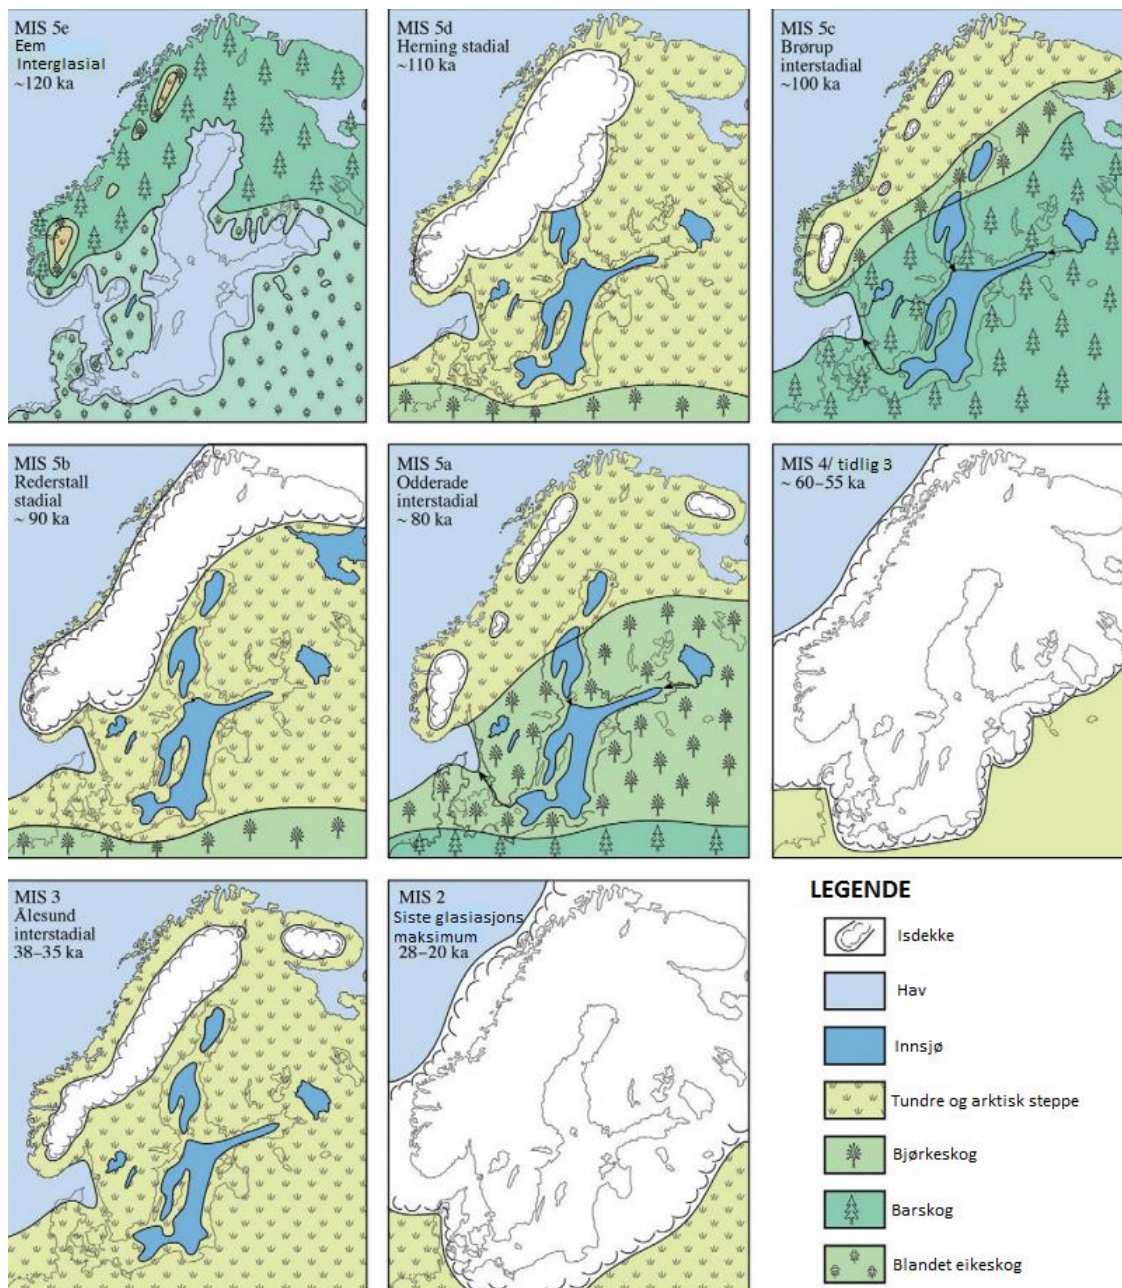 MIS 5e
Eem
Interglasial
~120 ka
MIS 5d
Herning stadial
~110 ka
MIS 5c
Brørup
interstadial
~100 ka
MIS 5b
Rederstall
stadial
~ 90 ka
MIS 5a
Odderade
interstadial
~ 80 ka
MIS 4/ tidlig 3
~ 60–55 ka
MIS 3
Ålesund
interstadial
38–35 ka
MIS 2
Siste glasiasjons
maksimum
28–20 ka
LEGENDE
Isdekke
Hav
Innsjø
Tundre og arktisk steppe
Bjørkeskog
Barskog
Blandet eikeskog